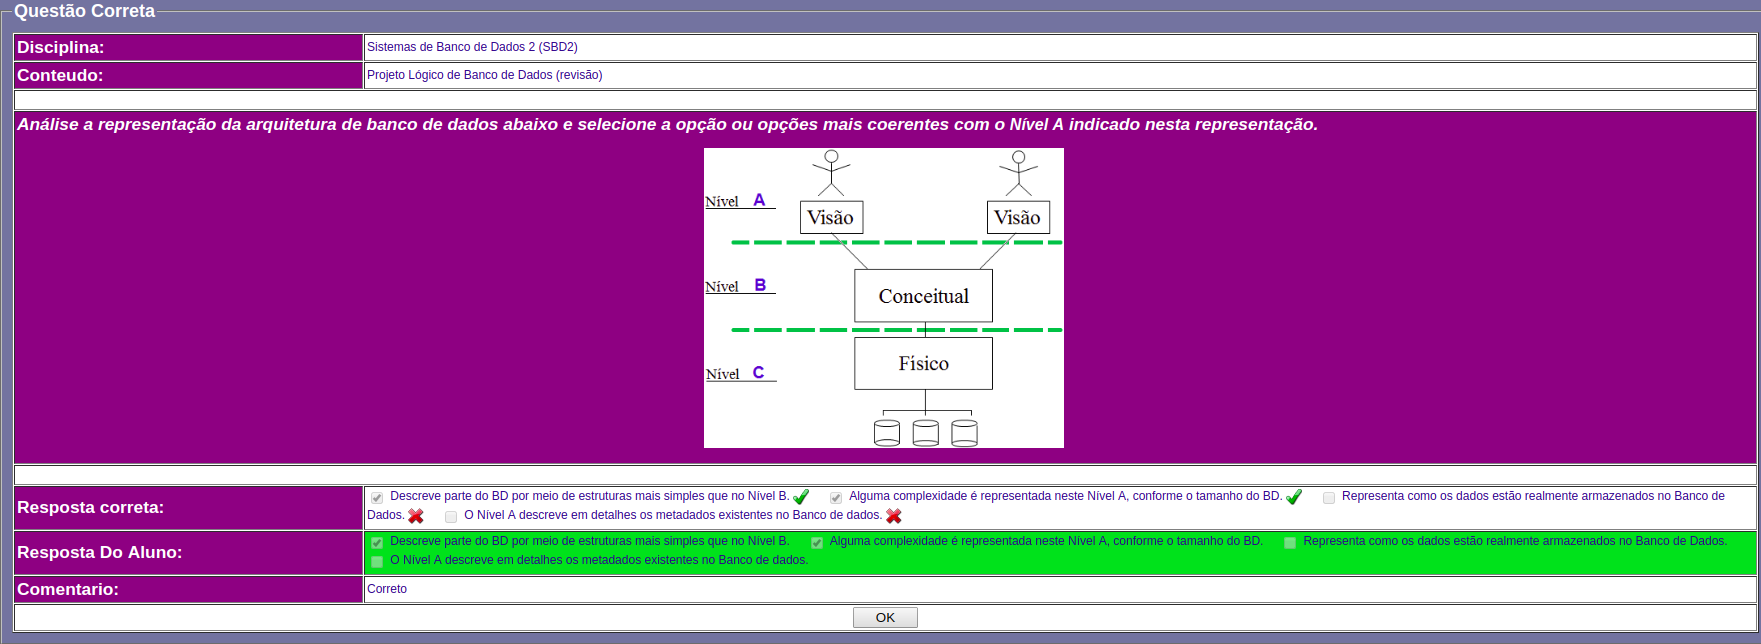 Questão Correta
Disciplina: Sistemas de Banco de Dados 2 (SBD2)
Conteudo: Projeto Lógico de Banco de Dados (revisão)
Análise a representação da arquitetura de banco de dados abaixo e selecione a opção ou opções mais coerentes com o Nível A indicado nesta representação.
Nível A
Visão Visão
Nível B
Conceitual
Físico
Nível C
Resposta correta: Descreve parte do BD por meio de estruturas mais simples que no Nível B. Alguma complexidade é representada neste Nível A, conforme o tamanho do BD. Representa como os dados estão realmente armazenados no Banco de
Dados. O Nível A descreve em detalhes os metadados existentes no Banco de dados.
Resposta Do Aluno: Descreve parte do BD por meio de estruturas mais simples que no Nível B. Alguma complexidade é representada neste Nível A, conforme o tamanho do BD. Representa como os dados estão realmente armazenados no Banco de Dados.
O Nível A descreve em detalhes os metadados existentes no Banco de dados.
Comentario: Correto
OK